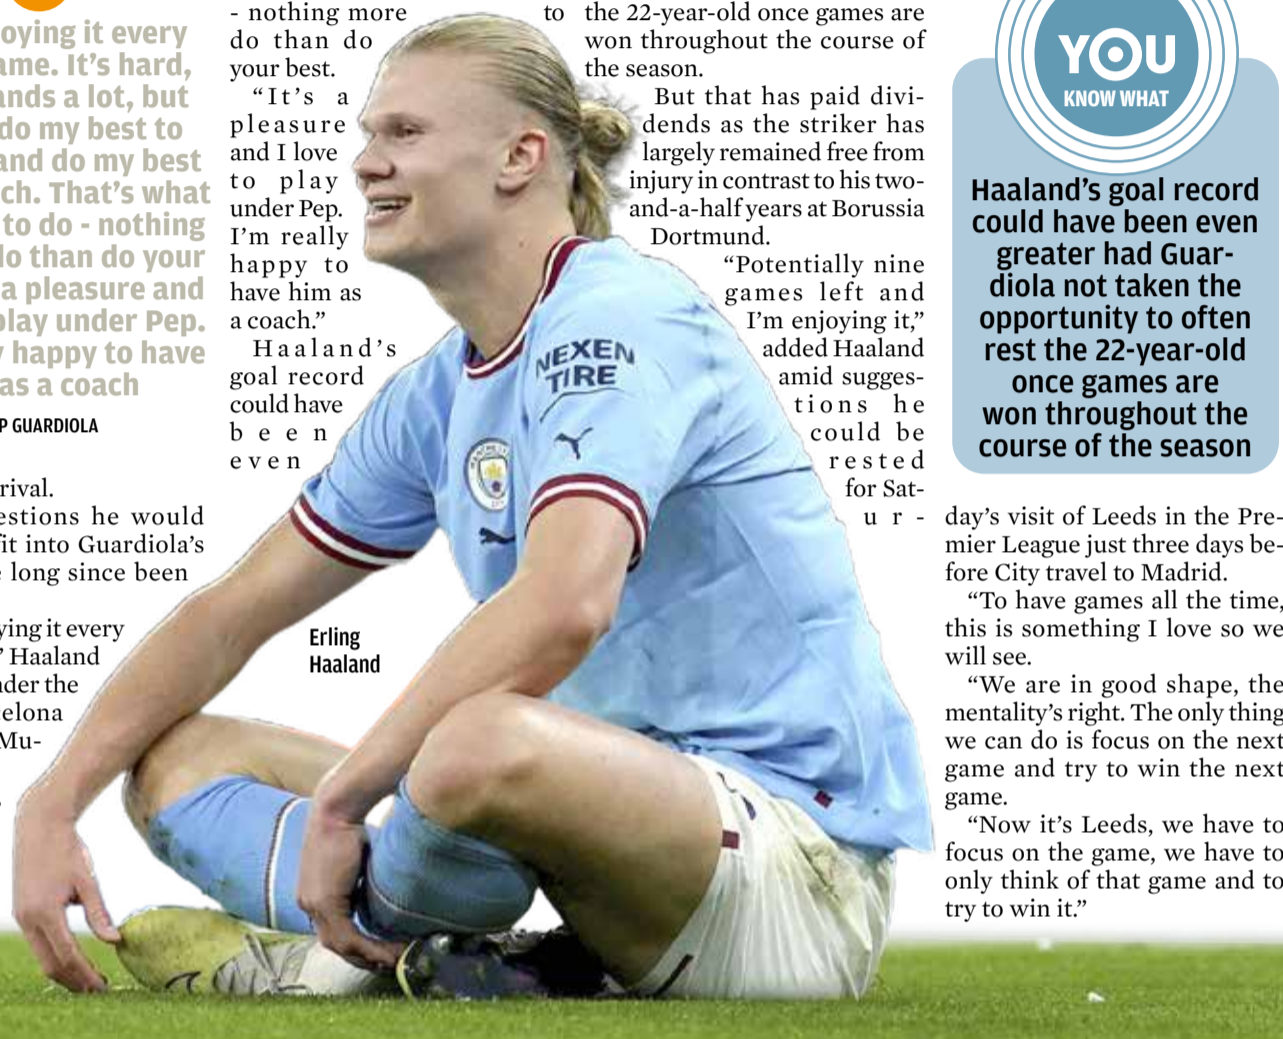 oying it every
ame. It's hard,
ands a lot, but
do my best to
and do my best
ch. That's what
to do - nothing
do than do your
a pleasure and
play under Pep.
y happy to have
as a coach
P GUARDIOLA
rival.
estions he would
fit into Guardiola's
long since been
ying it every
" Haaland
nder the
celona
Mu-
- nothing more
do than do
your best.
“It's a
pleasure
and I love
to play
under Pep.
I'm really
happy to
have him as
a coach.”
Haaland's
goal record
could have
been
even
Erling
Haaland
NEXEN
TIRE
to the 22-year-old once games are
won throughout the course of
the season.
But that has paid divi-
dends as the striker has
largely remained free from
injury in contrast to his two-
and-a-half years at Borussia
Dortmund.
“Potentially nine
games left and
I'm enjoying it,”
added Haaland
amid sugges-
tions he
could be
rested
for Sat-
ur-
YOU
KNOW WHAT
Haaland's goal record
could have been even
greater had Guar-
diola not taken the
opportunity to often
rest the 22-year-old
once games are
won throughout the
course of the season
day's visit of Leeds in the Pre-
mier League just three days be-
fore City travel to Madrid.
“To have games all the time,
this is something I love so we
will see.
“We are in good shape, the
mentality's right. The only thing
we can do is focus on the next
game and try to win the next
game.
“Now it's Leeds, we have to
focus on the game, we have to
only think of that game and to
try to win it.”